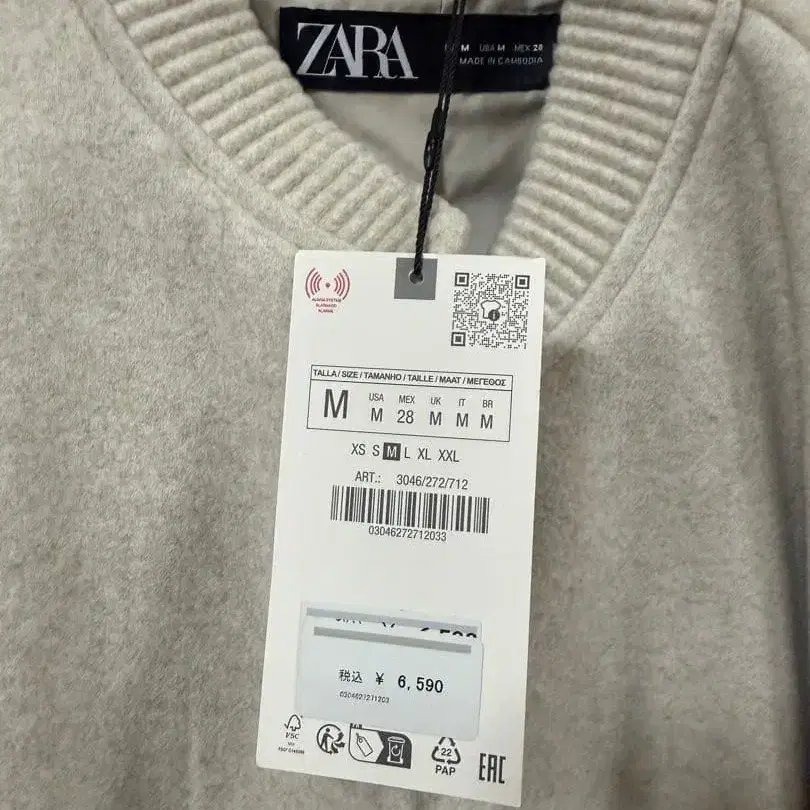 ZARA
M USA M MEX 28
MADE IN CAMBODIA
TALLA / SIZE / TAMANHO / TAILLE / MAAT / ΜΕΓΕΘΟΣ
M
USA MEX UK IT BR
M 28 M M M
XS S M L XL XXL
ART.: 3046/272/712
03046272712033
税込 ¥ 6,590
0304627271203
FSC
22
PAP
EAC